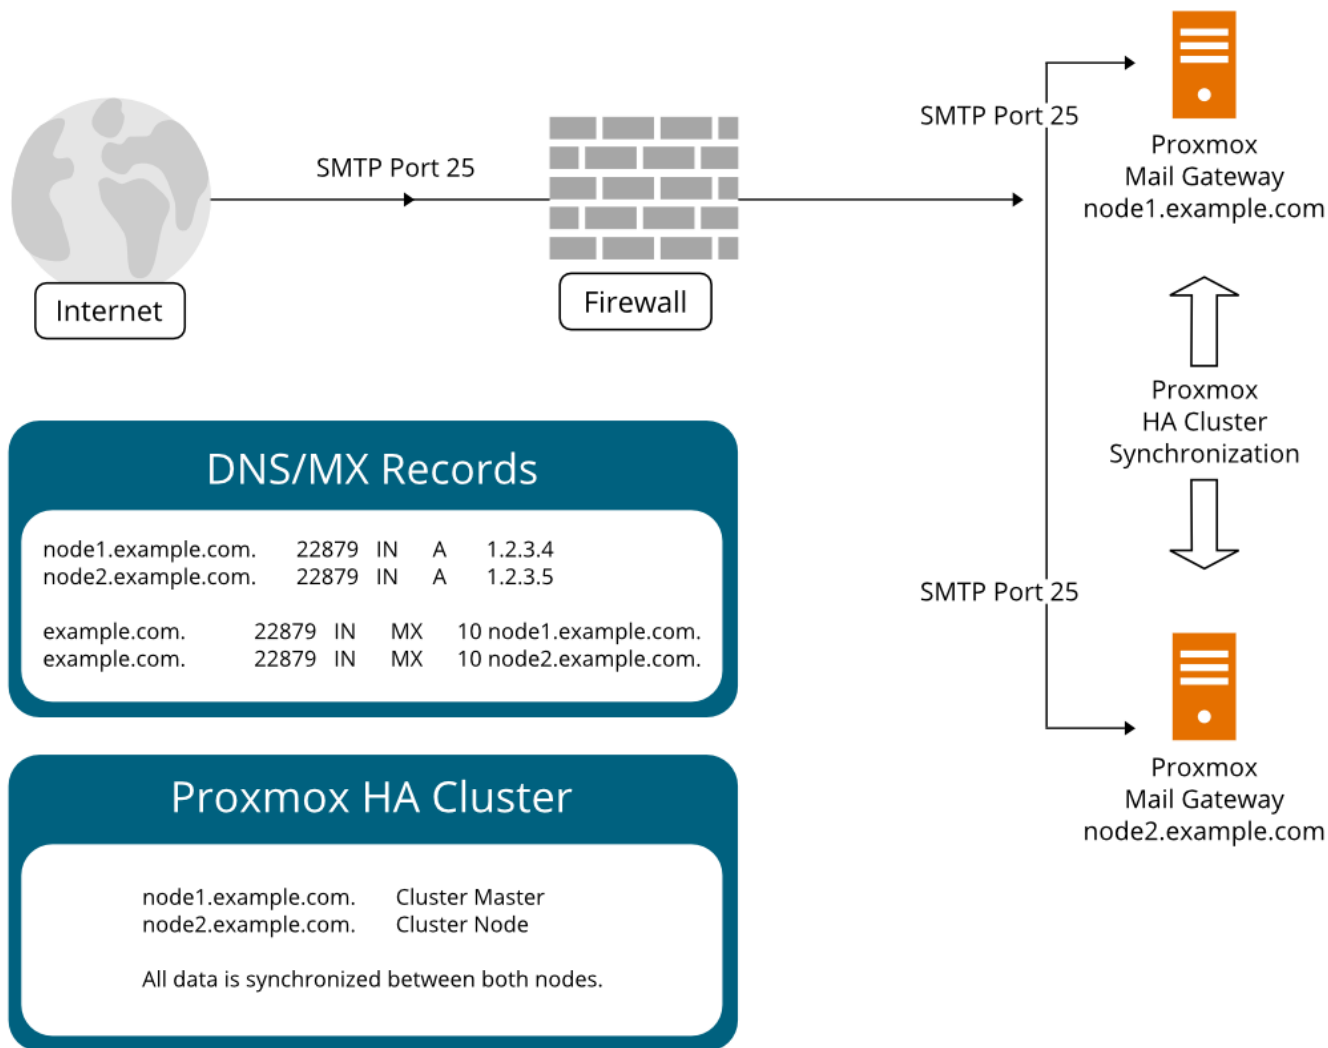 SMTP Port 25
Internet
Firewall
SMTP Port 25
Proxmox
Mail Gateway
node1.example.com
Proxmox
HA Cluster
Synchronization
SMTP Port 25
Proxmox
Mail Gateway
node2.example.com
DNS/MX Records
node1.example.com. 22879 IN A 1.2.3.4
node2.example.com. 22879 IN A 1.2.3.5
example.com. 22879 IN MX 10 node1.example.com.
example.com. 22879 IN MX 10 node2.example.com.
Proxmox HA Cluster
node1.example.com. Cluster Master
node2.example.com. Cluster Node
All data is synchronized between both nodes.